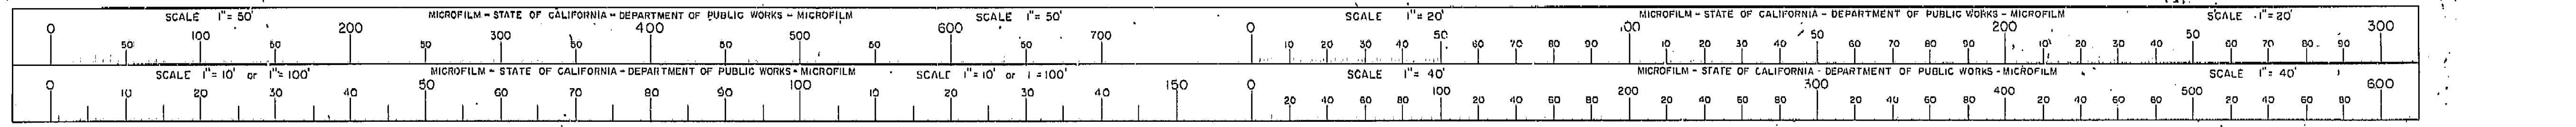 SCALE 1"= 50' MICROFILM - STATE OF CALIFORNIA - DEPARTMENT OF PUBLIC WORKS - MICROFILM SCALE 1"= 50' SCALE 1"= 20' MICROFILM - STATE OF CALIFORNIA - DEPARTMENT OF PUBLIC WORKS - MICROFILM SCALE 1"= 20'
0 50 100 50 200 50 300 50 400 50 500 50 600 50 700 0 10 20 30 40 50 60 70 80 90 100 10 20 30 40 50 60 70 80 90 200 10 20 30 40 50 60 70 80 90 300
SCALE 1"= 10' or 1"= 100' MICROFILM - STATE OF CALIFORNIA - DEPARTMENT OF PUBLIC WORKS - MICROFILM SCALE 1"= 10' or 1 = 100' SCALE 1"= 40' MICROFILM - STATE OF CALIFORNIA - DEPARTMENT OF PUBLIC WORKS - MICROFILM SCALE 1"= 40'
0 10 20 30 40 50 60 70 80 90 100 10 20 30 40 150 0 20 40 60 80 100 20 40 60 80 200 20 40 60 80 300 20 40 60 80 400 20 40 60 80 500 20 40 60 80 600